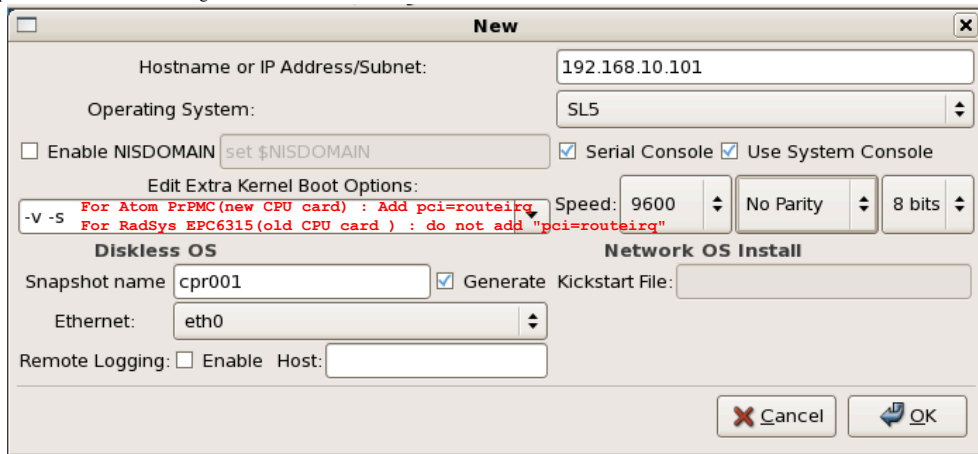 New
Hostname or IP Address/Subnet: 192.168.10.101
Operating System: SL5
Enable NISDOMAIN set $NISDOMAIN Serial Console Use System Console
Edit Extra Kernel Boot Options:
-v -s
For Atom PrPMC(new CPU card) : Add pci=routeirq
For RadSys EPC6315(old CPU card ) : do not add "pci=routeirq"
Speed: 9600 No Parity 8 bits
Diskless OS Network OS Install
Snapshot name cpr001 Generate Kickstart File:
Ethernet: eth0
Remote Logging: Enable Host:
Cancel OK